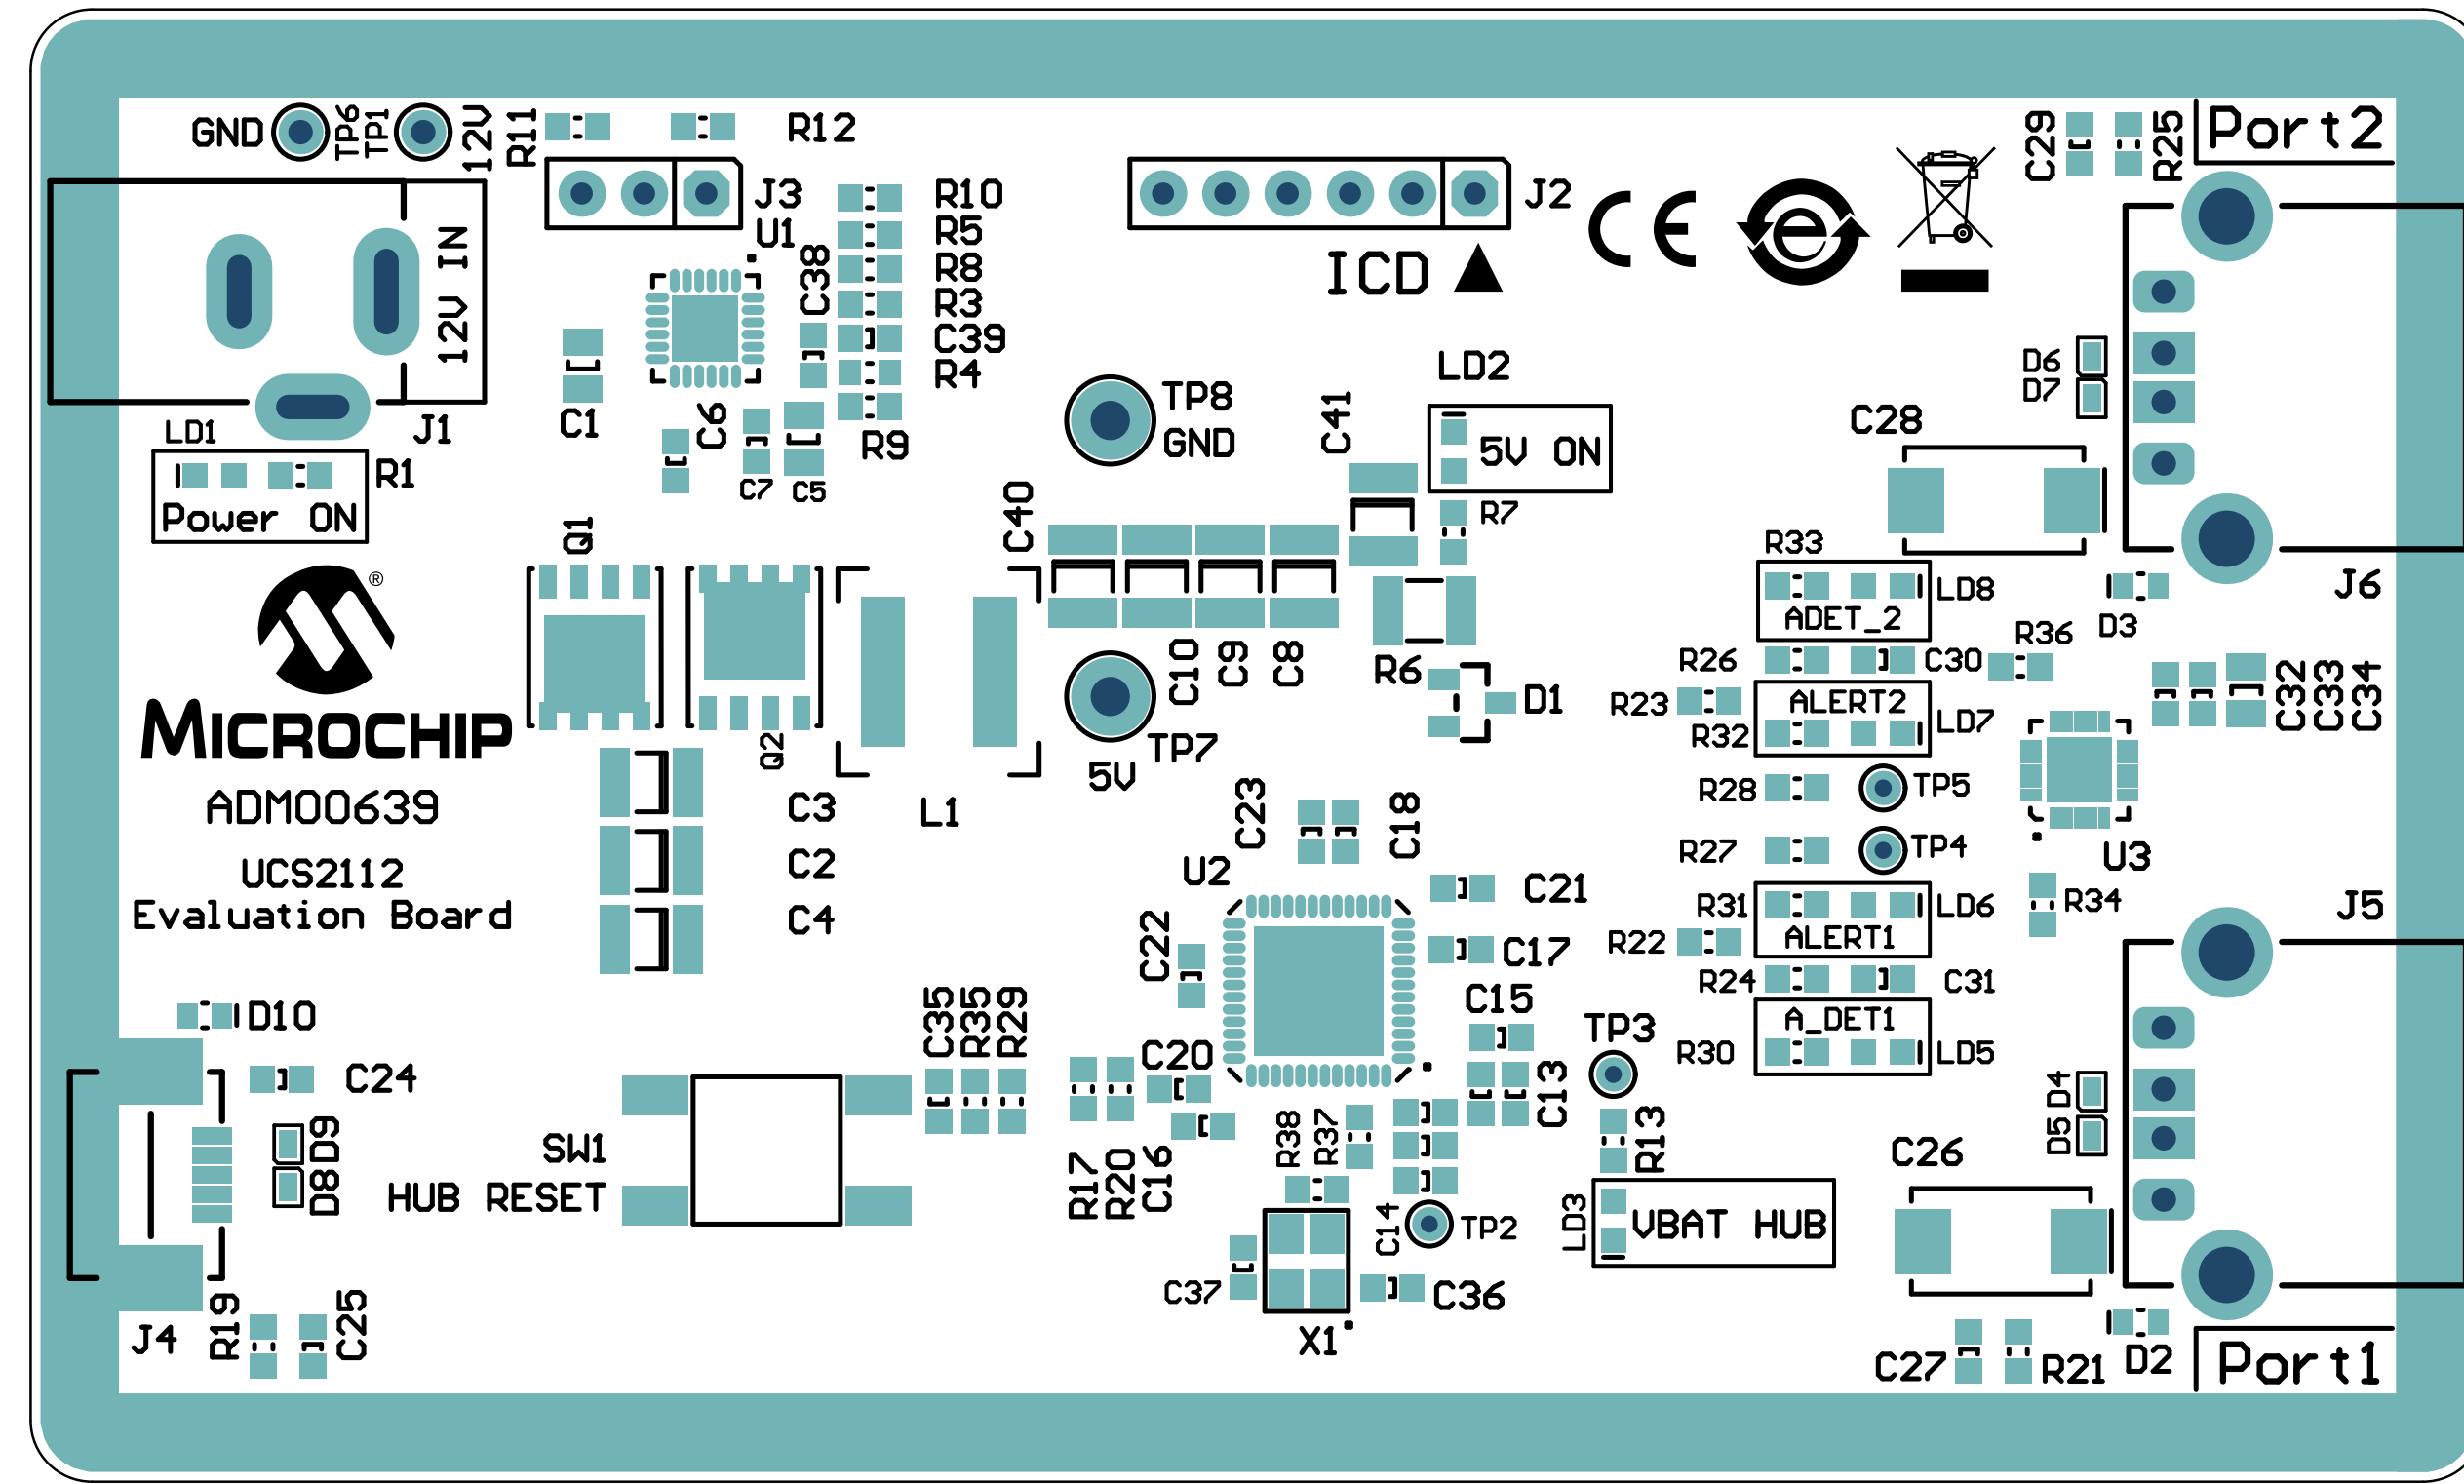 GND
TP6
TP1
12V
R11
R12
C29
R25
Port2
J3
U1
J2
R10
R5
R8
R3
C39
R4
R9
C38
12V IN
J1
ICD
CE
e
LD1
R1
Power ON
C1
C6
C7
C5
TP8
GND
C41
LD2
5V ON
R7
D6
D7
C28
J6
Q1
Q2
C40
C10
C9
C8
R6
D1
TP7
5V
L1
®
MICROCHIP
ADM00639
UCS2112
Evaluation Board
C3
C2
C4
R33
ADET_2
LD8
R26
C30
R23
ALERT2
R32
LD7
R28
TP5
R27
TP4
R31
LD6
ALERT1
R22
R24
C31
A_DET1
R30
LD5
D3
R36
C32
C33
C34
U3
R34
J5
C23
C18
U2
C21
C22
C17
C15
C20
C13
TP3
R13
D10
C24
D9
D8
J4
R19
C25
SW1
HUB RESET
C35
R35
R29
R17
R20
C16
R38
R37
C14
TP2
C37
C36
X1
LD3
VBAT HUB
D4
D5
C26
C27
R21
D2
Port1